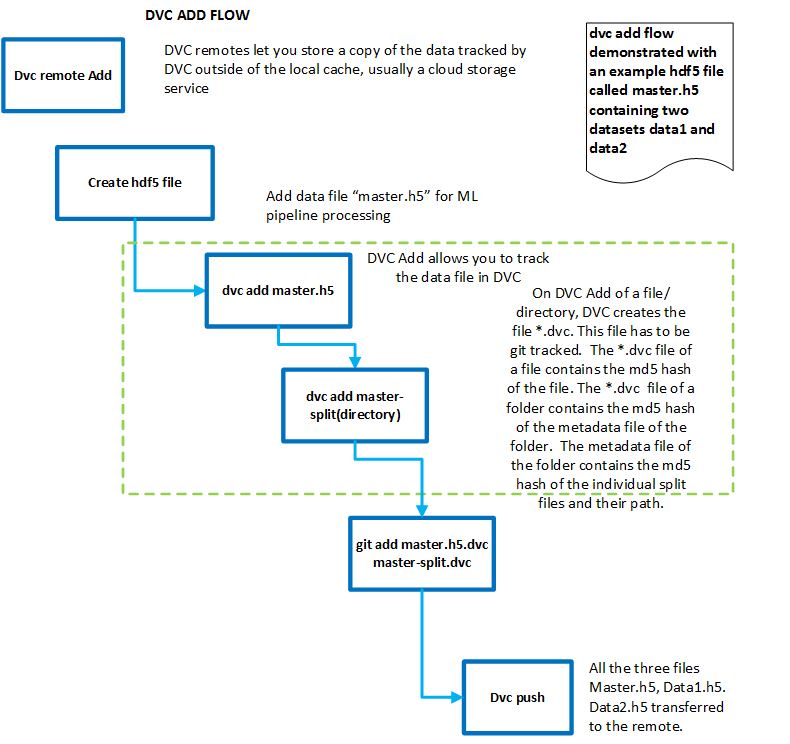 DVC ADD FLOW
Dvc remote Add
DVC remotes let you store a copy of the data tracked by
DVC outside of the local cache, usually a cloud storage
service
dvc add flow
demonstrated with
an example hdf5 file
called master.h5
containing two
datasets data1 and
data2
Create hdf5 file
Add data file “master.h5” for ML
pipeline processing
dvc add master.h5
DVC Add allows you to track
the data file in DVC
On DVC Add of a file/
directory, DVC creates the
file *.dvc. This file has to be
git tracked.  The *.dvc file of
a file contains the md5 hash
of the file. The *.dvc  file of a
folder contains the md5 hash
of the metadata file of the
folder.  The metadata file of
the folder contains the md5
hash of the individual split
files and their path.
dvc add master-
split(directory)
git add master.h5.dvc
master-split.dvc
Dvc push
All the three files
Master.h5, Data1.h5.
Data2.h5 transferred
to the remote.